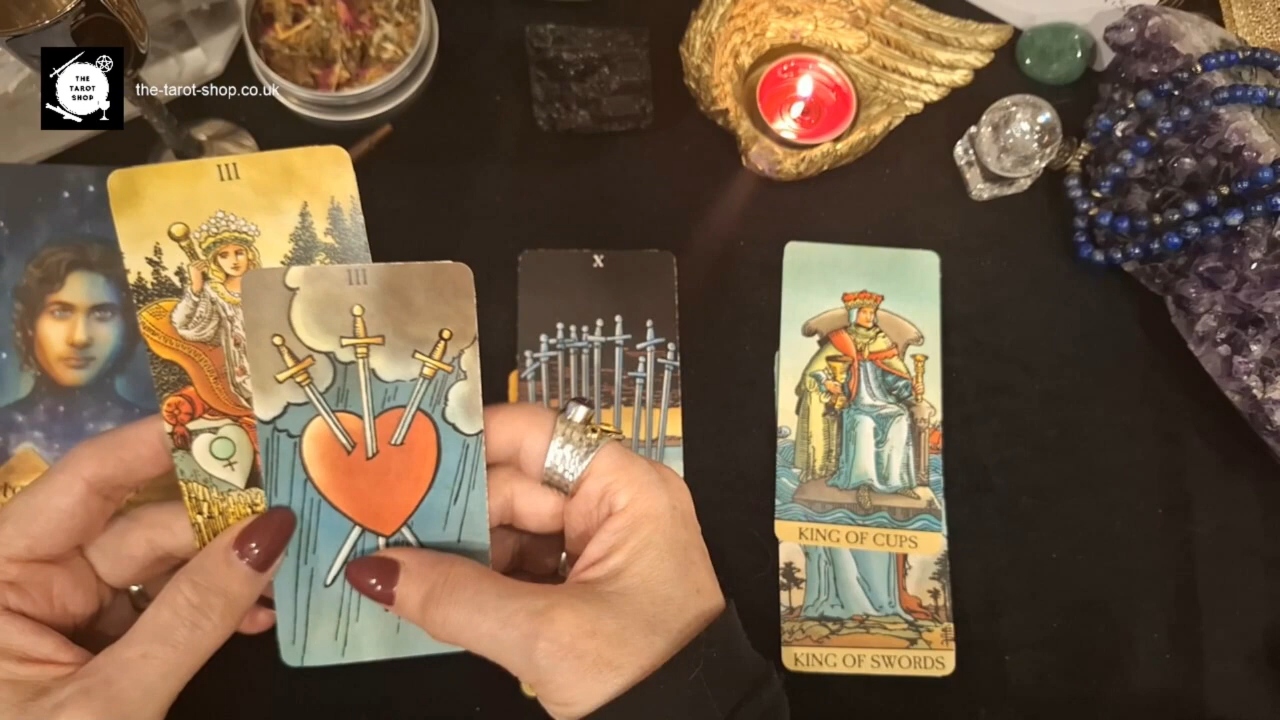 THE
TAROT
SHOP
the-tarot-shop.co.uk
III
III
X
KING OF CUPS
KING OF SWORDS